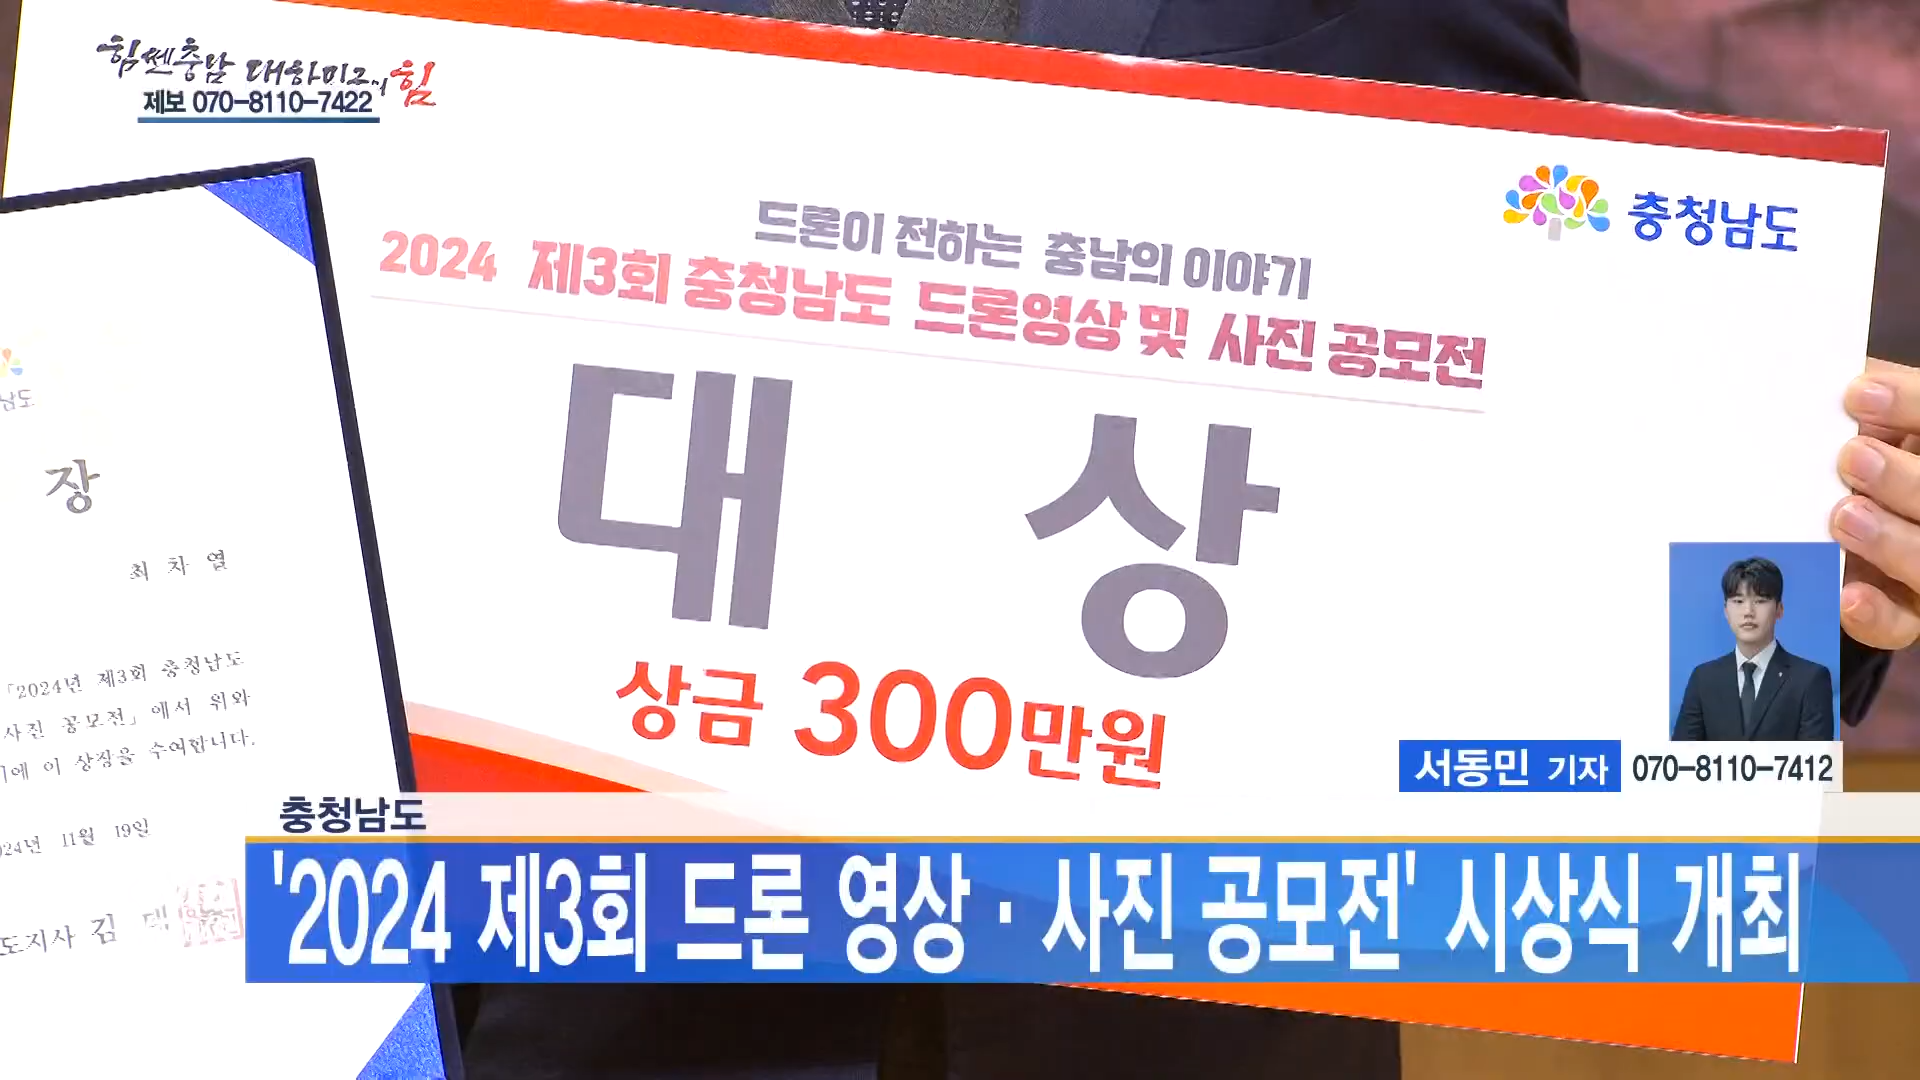 힘쎈충남 대한민국의 힘
제보 070-8110-7422
충청남도
드론이 전하는 충남의 이야기
2024 제3회 충청남도 드론영상 및 사진 공모전
대 상
상금 300만원
남도
장
최 차 열
「2024년 제3회 충청남도
사진 공모전」에서 위와
에 이 상장을 수여합니다.
24년 11월 19일
도지사 김
서동민 기자 070-8110-7412
충청남도
'2024 제3회 드론 영상·사진 공모전' 시상식 개최